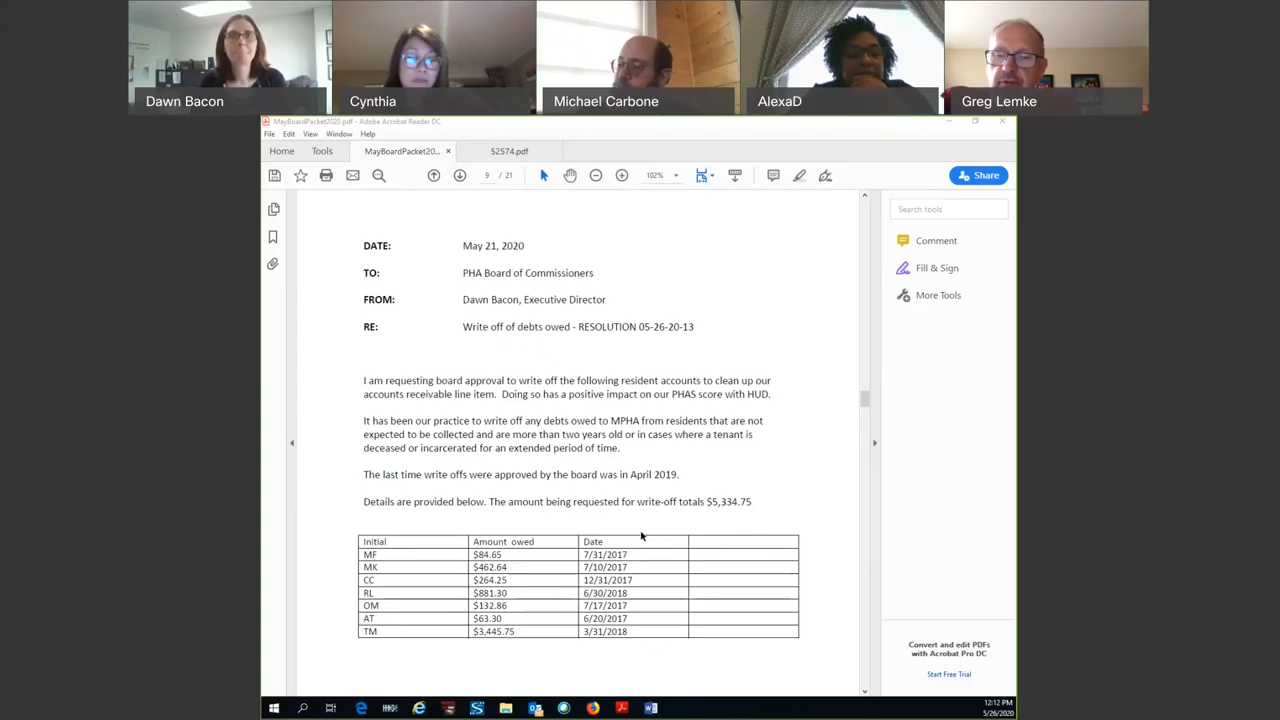 Dawn Bacon
Cynthia
Michael Carbone
AlexaD
Greg Lemke
MayBoardPacket2020.pdf - Adobe Acrobat Reader DC
File Edit View Window Help
Home Tools MayBoardPacket20... × 52574.pdf
9 / 21 102% Share
Search tools
Comment
Fill & Sign
More Tools
DATE: May 21, 2020
TO: PHA Board of Commissioners
FROM: Dawn Bacon, Executive Director
RE: Write off of debts owed - RESOLUTION 05-26-20-13
I am requesting board approval to write off the following resident accounts to clean up our
accounts receivable line item. Doing so has a positive impact on our PHAS score with HUD.
It has been our practice to write off any debts owed to MPHA from residents that are not
expected to be collected and are more than two years old or in cases where a tenant is
deceased or incarcerated for an extended period of time.
The last time write offs were approved by the board was in April 2019.
Details are provided below. The amount being requested for write-off totals $5,334.75
Initial Amount owed Date
MF $84.65 7/31/2017
MK $462.64 7/10/2017
CC $264.25 12/31/2017
RL $881.30 6/30/2018
OM $132.86 7/17/2017
AT $63.30 6/20/2017
TM $3,445.75 3/31/2018
Convert and edit PDFs
with Acrobat Pro DC
Start Free Trial
12:12 PM
5/26/2020